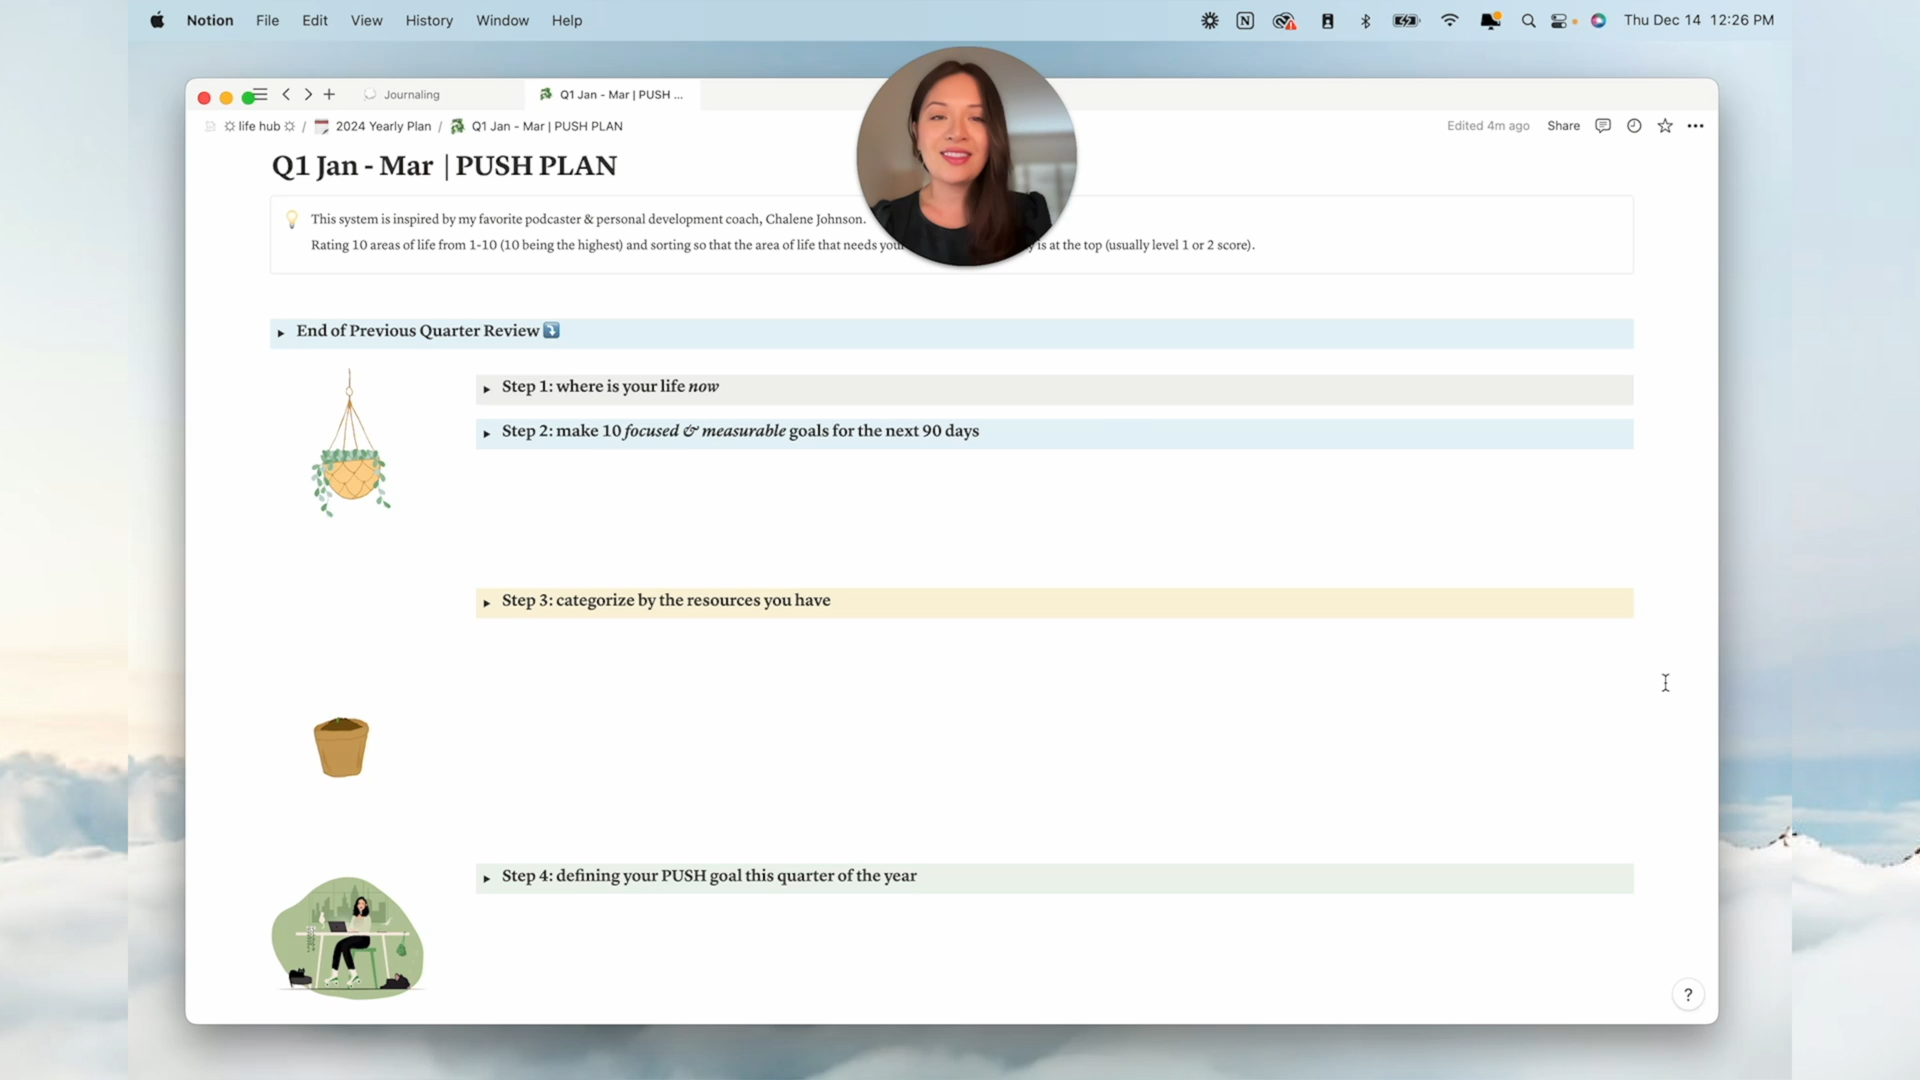 Notion File Edit View History Window Help Thu Dec 14 12:26 PM
Journaling Q1 Jan - Mar | PUSH ...
life hub / 2024 Yearly Plan / Q1 Jan - Mar | PUSH PLAN Edited 4m ago Share
Q1 Jan - Mar | PUSH PLAN
This system is inspired by my favorite podcaster & personal development coach, Chalene Johnson.
Rating 10 areas of life from 1-10 (10 being the highest) and sorting so that the area of life that needs is at the top (usually level 1 or 2 score).
End of Previous Quarter Review
Step 1: where is your life now
Step 2: make 10 focused & measurable goals for the next 90 days
Step 3: categorize by the resources you have
Step 4: defining your PUSH goal this quarter of the year
?